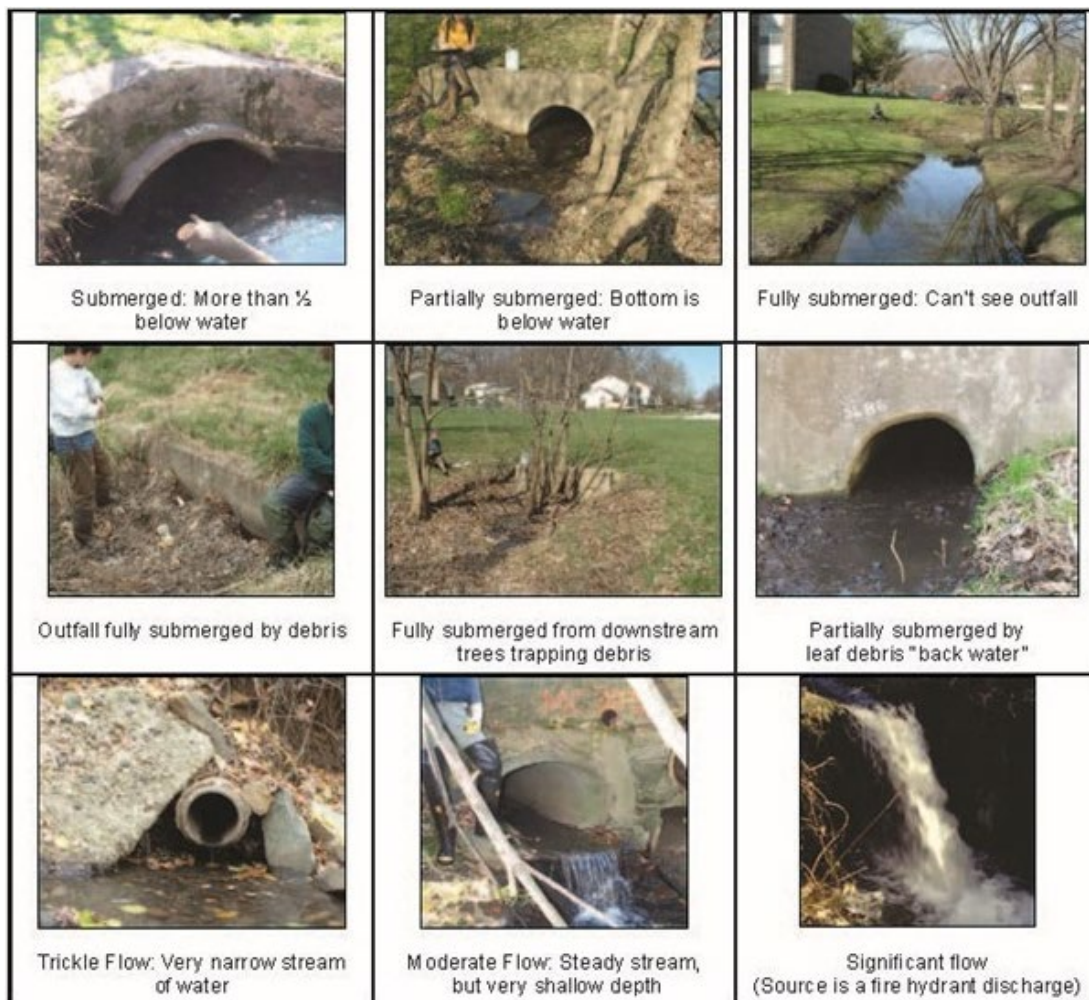 Submerged: More than ½
below water
Partially submerged: Bottom is
below water
Fully submerged: Can't see outfall
Outfall fully submerged by debris
Fully submerged from downstream
trees trapping debris
Partially submerged by
leaf debris "back water"
Trickle Flow: Very narrow stream
of water
Moderate Flow: Steady stream,
but very shallow depth
Significant flow
(Source is a fire hydrant discharge)